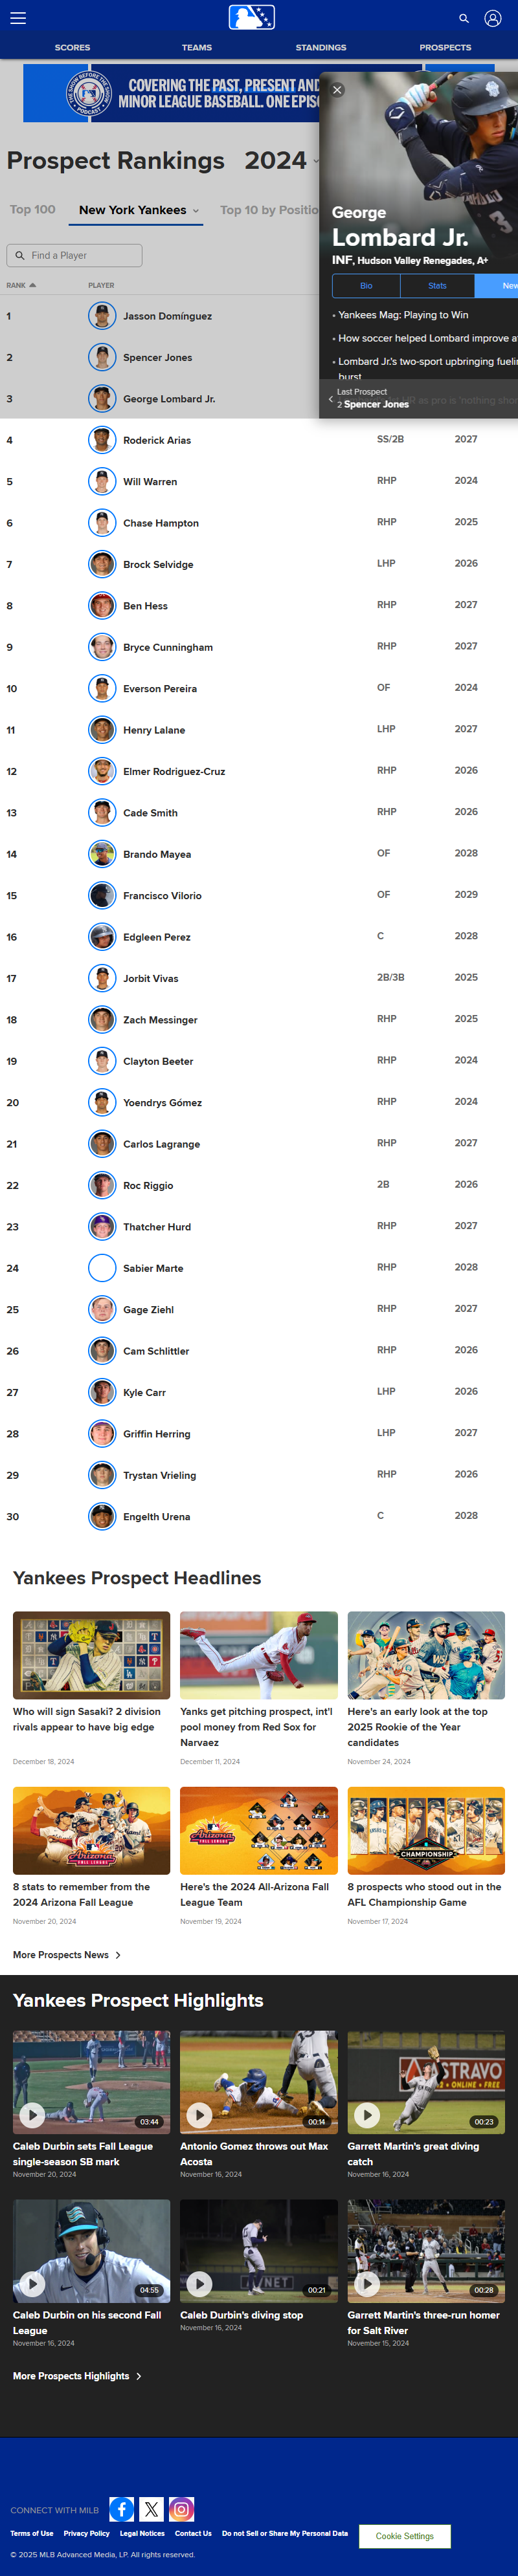 SCORES
TEAMS
STANDINGS
PROSPECTS
THE SHOW BEFORE THE SHOW
PODCAST
COVERING THE PAST, PRESENT AND
MINOR LEAGUE BASEBALL. ONE EPISO
Prospect Rankings 2024
Top 100
New York Yankees
Top 10 by Positio
Find a Player
RANK
PLAYER
George
Lombard Jr.
INF, Hudson Valley Renegades, A+
Bio
Stats
New
• Yankees Mag: Playing to Win
• How soccer helped Lombard improve a
• Lombard Jr.'s two-sport upbringing fueli
burst
Last Prospect
2 Spencer Jones
1 Jasson Domínguez
2 Spencer Jones
3 George Lombard Jr.
4 Roderick Arias SS/2B 2027
5 Will Warren RHP 2024
6 Chase Hampton RHP 2025
7 Brock Selvidge LHP 2026
8 Ben Hess RHP 2027
9 Bryce Cunningham RHP 2027
10 Everson Pereira OF 2024
11 Henry Lalane LHP 2027
12 Elmer Rodriguez-Cruz RHP 2026
13 Cade Smith RHP 2026
14 Brando Mayea OF 2028
15 Francisco Vilorio OF 2029
16 Edgleen Perez C 2028
17 Jorbit Vivas 2B/3B 2025
18 Zach Messinger RHP 2025
19 Clayton Beeter RHP 2024
20 Yoendrys Gómez RHP 2024
21 Carlos Lagrange RHP 2027
22 Roc Riggio 2B 2026
23 Thatcher Hurd RHP 2027
24 Sabier Marte RHP 2028
25 Gage Ziehl RHP 2027
26 Cam Schlittler RHP 2026
27 Kyle Carr LHP 2026
28 Griffin Herring LHP 2027
29 Trystan Vrieling RHP 2026
30 Engelth Urena C 2028
Yankees Prospect Headlines
Who will sign Sasaki? 2 division
rivals appear to have big edge
December 18, 2024
Yanks get pitching prospect, int'l
pool money from Red Sox for
Narvaez
December 11, 2024
Here's an early look at the top
2025 Rookie of the Year
candidates
November 24, 2024
8 stats to remember from the
2024 Arizona Fall League
November 20, 2024
Here's the 2024 All-Arizona Fall
League Team
November 19, 2024
CHAMPIONSHIP
8 prospects who stood out in the
AFL Championship Game
November 17, 2024
More Prospects News
Yankees Prospect Highlights
03:44
Caleb Durbin sets Fall League
single-season SB mark
November 20, 2024
00:14
Antonio Gomez throws out Max
Acosta
November 16, 2024
00:23
Garrett Martin's great diving
catch
November 16, 2024
04:55
Caleb Durbin on his second Fall
League
November 16, 2024
00:21
Caleb Durbin's diving stop
November 16, 2024
00:28
Garrett Martin's three-run homer
for Salt River
November 15, 2024
More Prospects Highlights
CONNECT WITH MILB
Terms of Use
Privacy Policy
Legal Notices
Contact Us
Do not Sell or Share My Personal Data
Cookie Settings
© 2025 MLB Advanced Media, LP. All rights reserved.